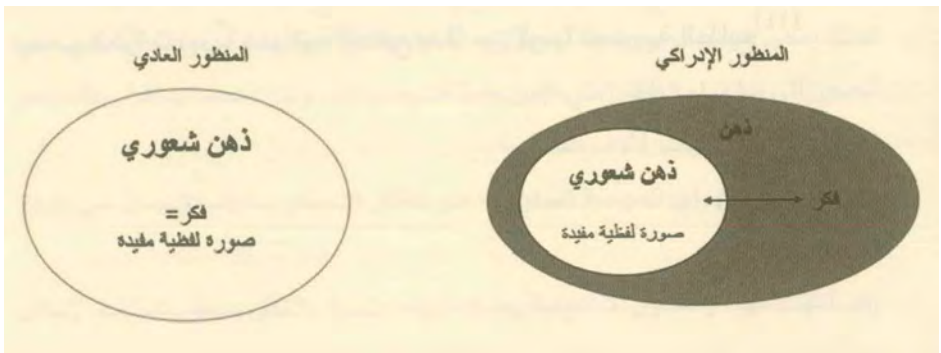 المنظور الإدراكي
ذهن
ذهن شعوري
فكر
صورة لفظية مفيدة
المنظور العادي
ذهن شعوري
فكر =
صورة لفظية مفيدة